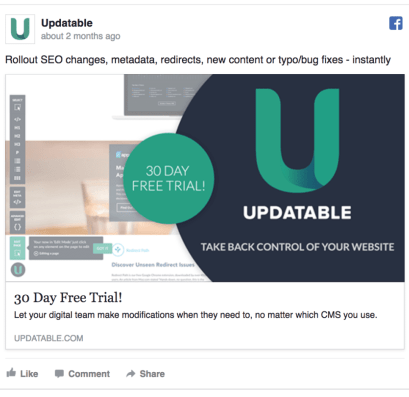 Updatable
about 2 months ago
Rollout SEO changes, metadata, redirects, new content or typo/bug fixes - instantly
30 DAY
FREE TRIAL!
UPDATABLE
TAKE BACK CONTROL OF YOUR WEBSITE
Discover Unseen Redirect Issues
30 Day Free Trial!
Let your digital team make modifications when they need to, no matter which CMS you use.
UPDATABLE.COM
Like
Comment
Share